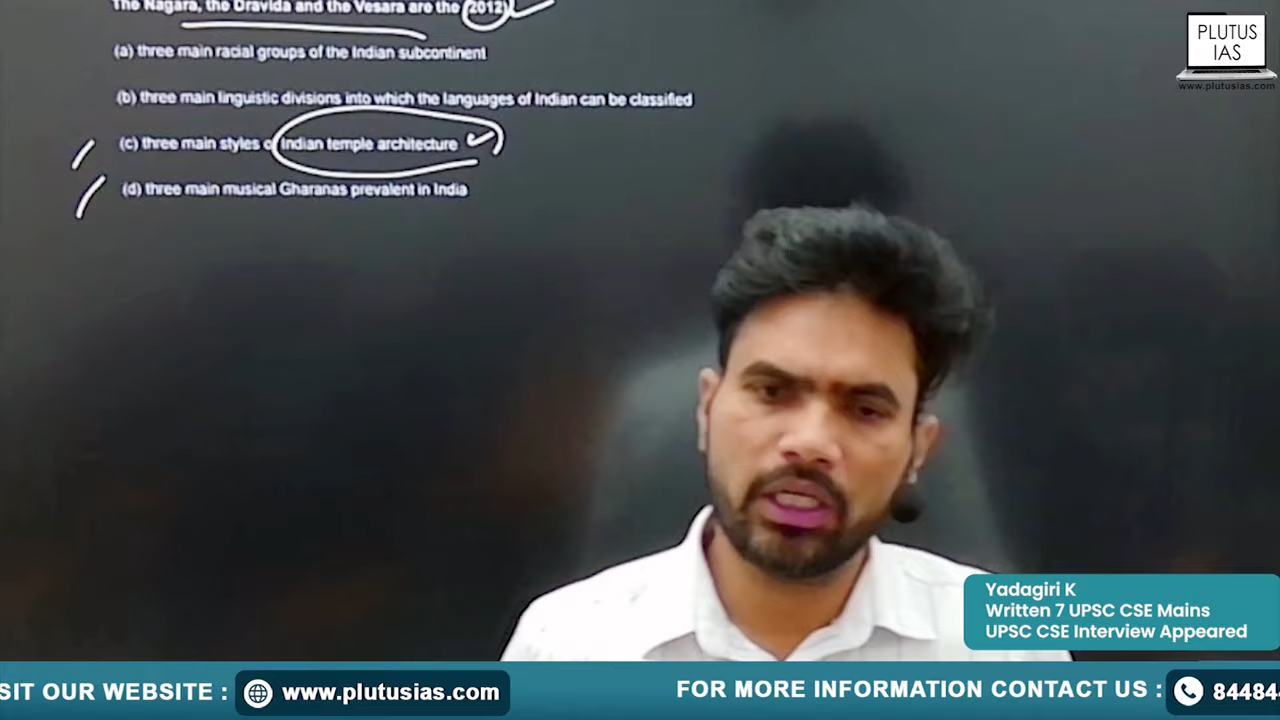 The Nagara, the Dravida and the Vesara are the (2012)
(a) three main racial groups of the Indian subcontinent
(b) three main linguistic divisions into which the languages of Indian can be classified
(c) three main styles of Indian temple architecture
(d) three main musical Gharanas prevalent in India
PLUTUS
IAS
www.plutusias.com
Yadagiri K
Written 7 UPSC CSE Mains
UPSC CSE Interview Appeared
SIT OUR WEBSITE : www.plutusias.com
FOR MORE INFORMATION CONTACT US : 84484